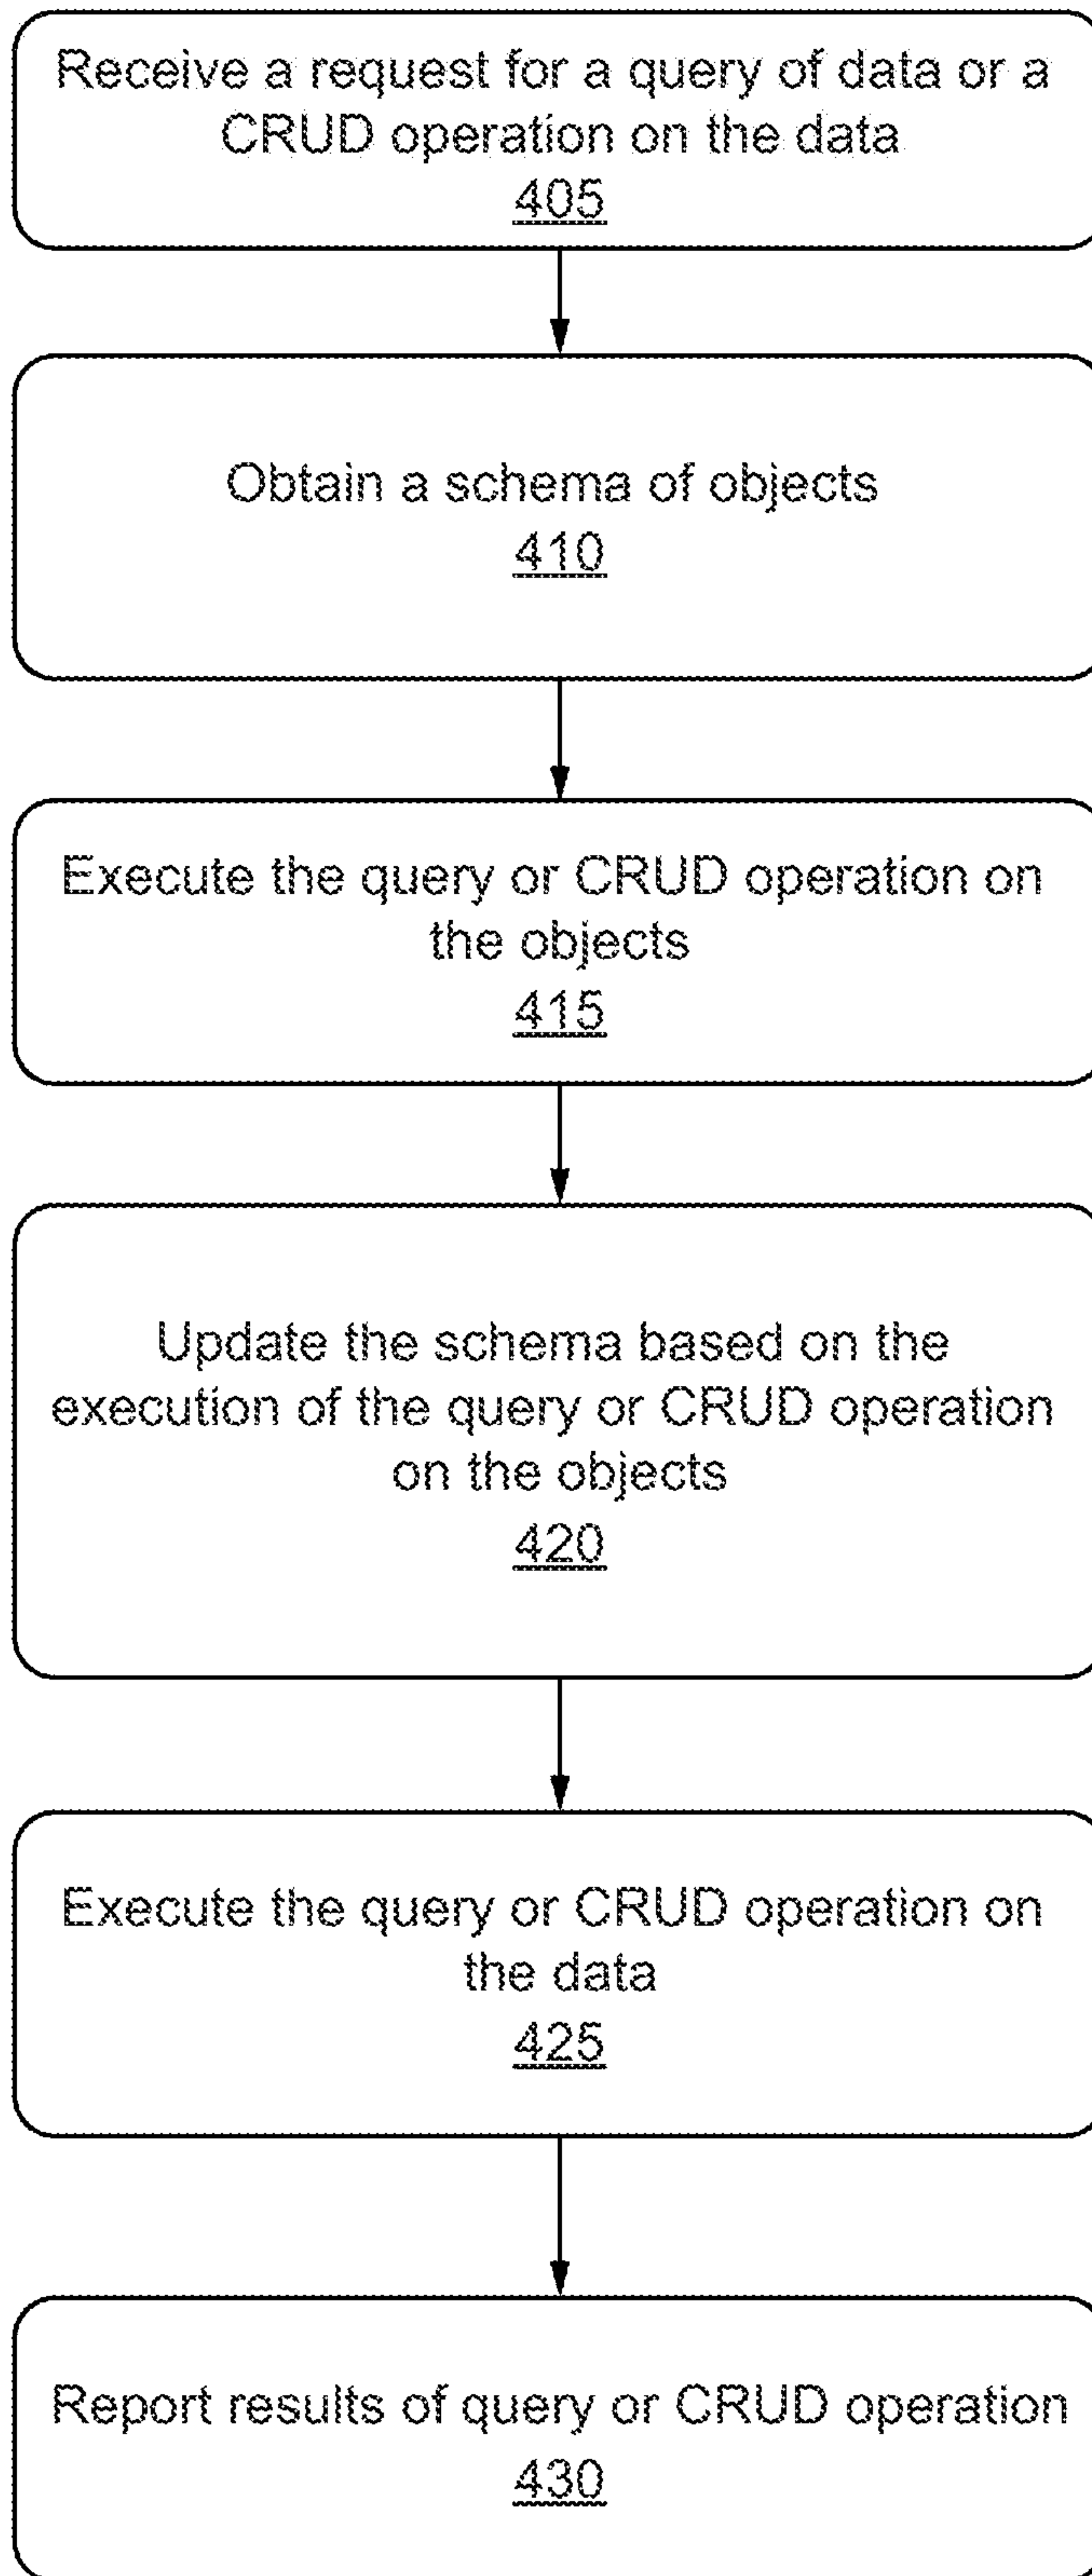 Receive a request for a query of data or a
CRUD operation on the data
405
Obtain a schema of objects
410
Execute the query or CRUD operation on
the objects
415
Update the schema based on the
execution of the query or CRUD operation
on the objects
420
Execute the query or CRUD operation on
the data
425
Report results of query or CRUD operation
430